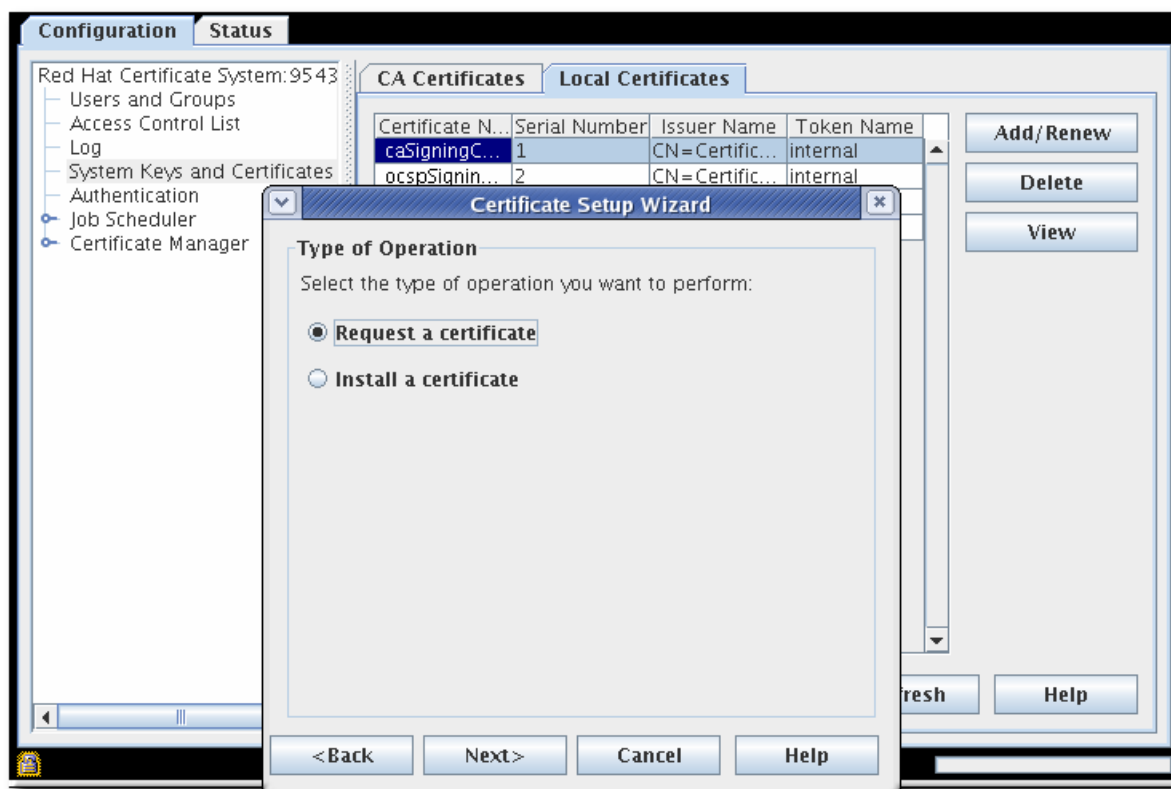 Configuration Status
Red Hat Certificate System:9543
Users and Groups
Access Control List
Log
System Keys and Certificates
Authentication
Job Scheduler
Certificate Manager
CA Certificates Local Certificates
Certificate N... Serial Number Issuer Name Token Name
caSigningC... 1 CN=Certific... internal
ocspSignin... 2 CN=Certific... internal
Add/Renew
Delete
View
Certificate Setup Wizard
Type of Operation
Select the type of operation you want to perform:
Request a certificate
Install a certificate
<Back Next> Cancel Help
Help